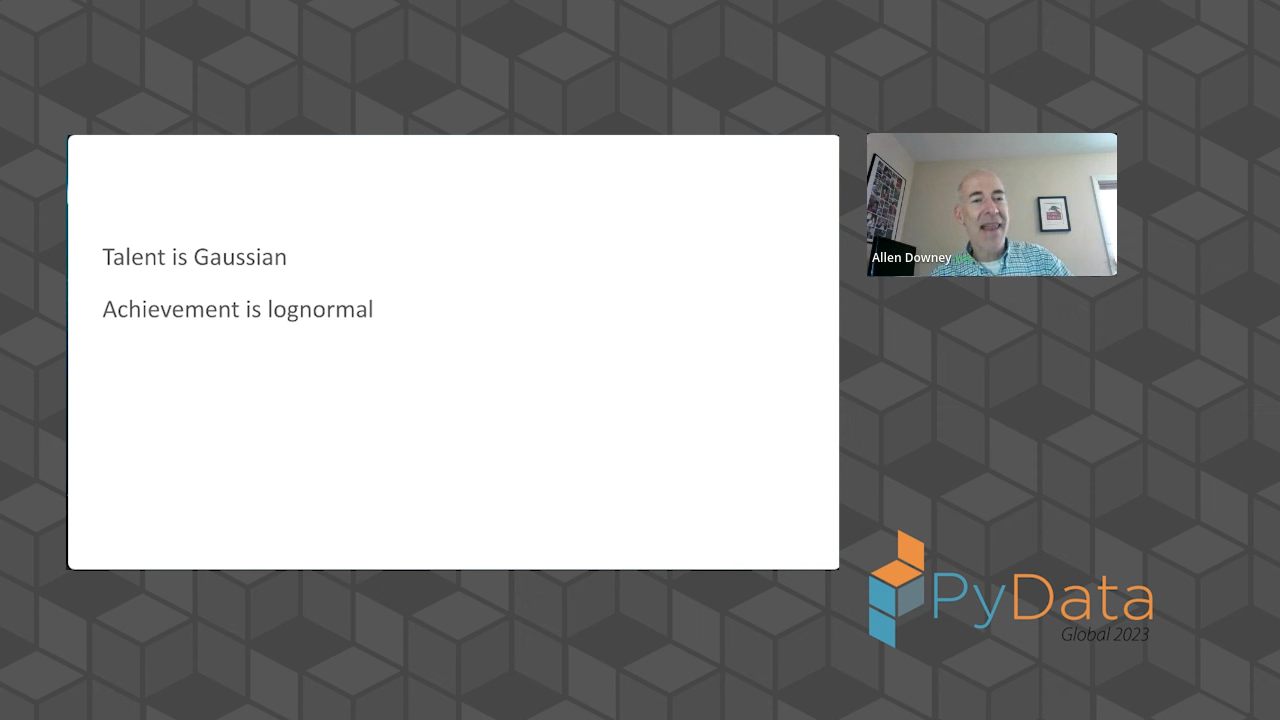 Talent is Gaussian
Achievement is lognormal
Allen Downey
PyData
Global 2023